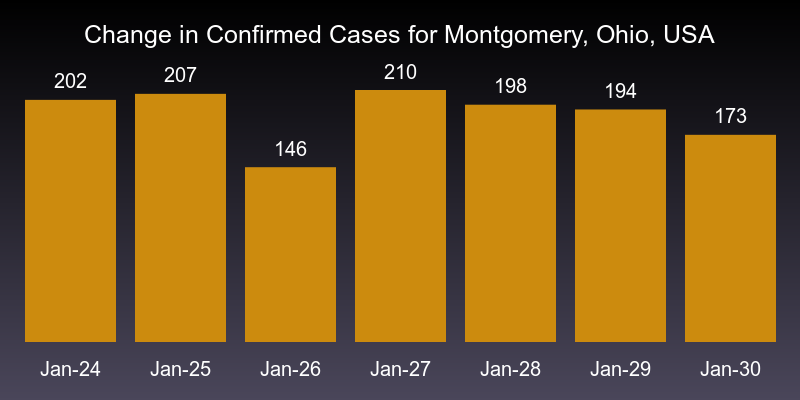 Change in Confirmed Cases for Montgomery, Ohio, USA
202 207 146 210 198 194 173
Jan-24 Jan-25 Jan-26 Jan-27 Jan-28 Jan-29 Jan-30